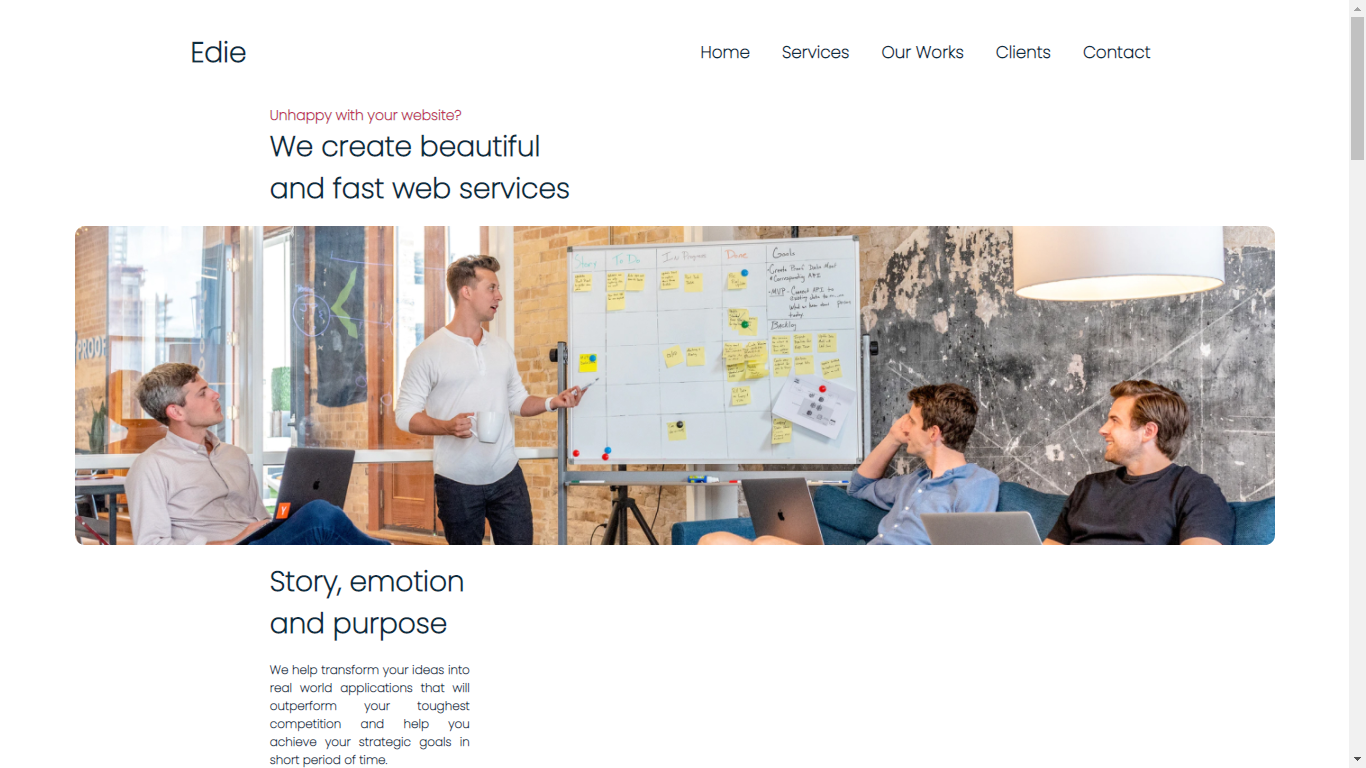 Edie
Home Services Our Works Clients Contact
Unhappy with your website?
We create beautiful
and fast web services
PROOF
Story To Do In Progress Done Goals
Backlog
Y
Story, emotion
and purpose
We help transform your ideas into
real world applications that will
outperform your toughest
competition and help you
achieve your strategic goals in
short period of time.